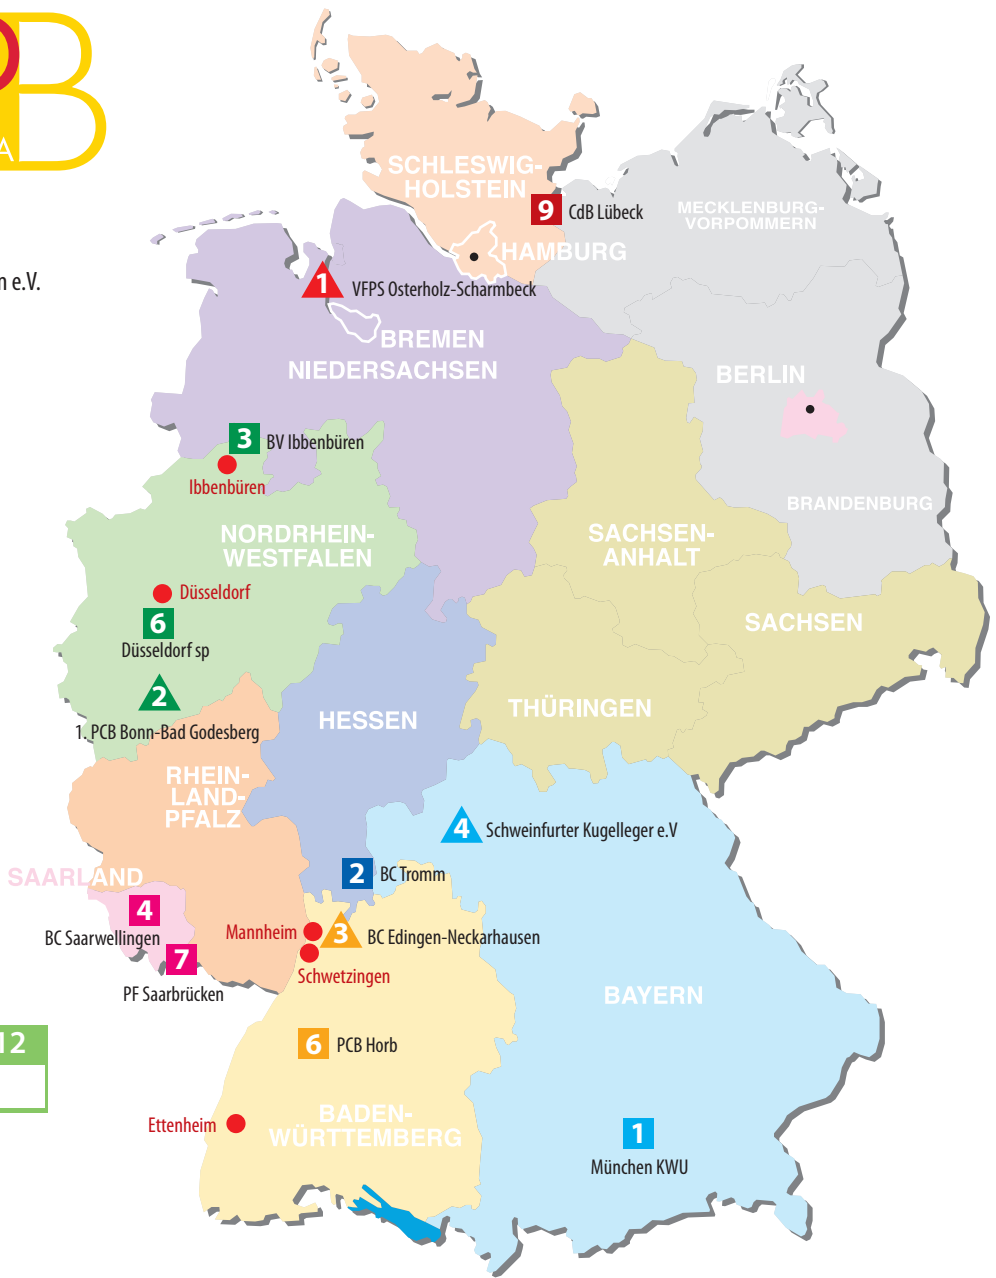 B
A
SCHLESWIG-
HOLSTEIN
9 CdB Lübeck
MECKLENBURG-
VORPOMMERN
HAMBURG
n e.V.
1 VFPS Osterholz-Scharmbeck
BREMEN
NIEDERSACHSEN
BERLIN
3 BV Ibbenbüren
Ibbenbüren
BRANDENBURG
NORDRHEIN-
WESTFALEN
SACHSEN-
ANHALT
Düsseldorf
6
Düsseldorf sp
SACHSEN
2
1. PCB Bonn-Bad Godesberg
HESSEN
THÜRINGEN
RHEIN-
LAND-
PFALZ
4 Schweinfurter Kugelleger e.V
2 BC Tromm
SAARLAND
4
BC Saarwellingen
Mannheim
3 BC Edingen-Neckarhausen
7
PF Saarbrücken
Schwetzingen
BAYERN
12
6 PCB Horb
Ettenheim
BADEN-
WÜRTTEMBERG
1
München KWU